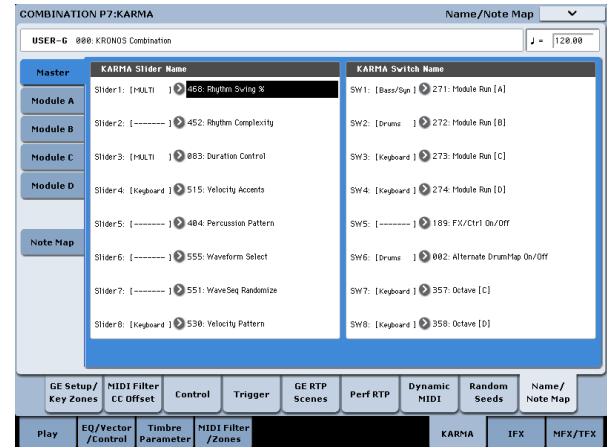 COMBINATION P7:KARMA Name/Note Map
USER-G 000: KRONOS Combination ♩ = 120.00
Master
Module A
Module B
Module C
Module D
Note Map
KARMA Slider Name
Slider1: [MULTI ] 468: Rhythm Swing %
Slider2: [-------] 452: Rhythm Complexity
Slider3: [MULTI ] 083: Duration Control
Slider4: [Keyboard ] 515: Velocity Accents
Slider5: [------- ] 404: Percussion Pattern
Slider6: [------- ] 555: Waveform Select
Slider7: [------- ] 551: WaveSeq Randomize
Slider8: [Keyboard ] 530: Velocity Pattern
KARMA Switch Name
SW1: [Bass/Syn ] 271: Module Run [A]
SW2: [Drums ] 272: Module Run [B]
SW3: [Keyboard ] 273: Module Run [C]
SW4: [Keyboard ] 274: Module Run [D]
SW5: [------- ] 189: FX/Ctrl On/Off
SW6: [Drums ] 002: Alternate DrumMap On/Off
SW7: [Keyboard ] 357: Octave [C]
SW8: [Keyboard ] 358: Octave [D]
GE Setup/
Key Zones
MIDI Filter
CC Offset
Control
Trigger
GE RTP
Scenes
Perf RTP
Dynamic
MIDI
Random
Seeds
Name/
Note Map
Play
EQ/Vector
/Control
Timbre
Parameter
MIDI Filter
/Zones
KARMA
IFX
MFX/TFX